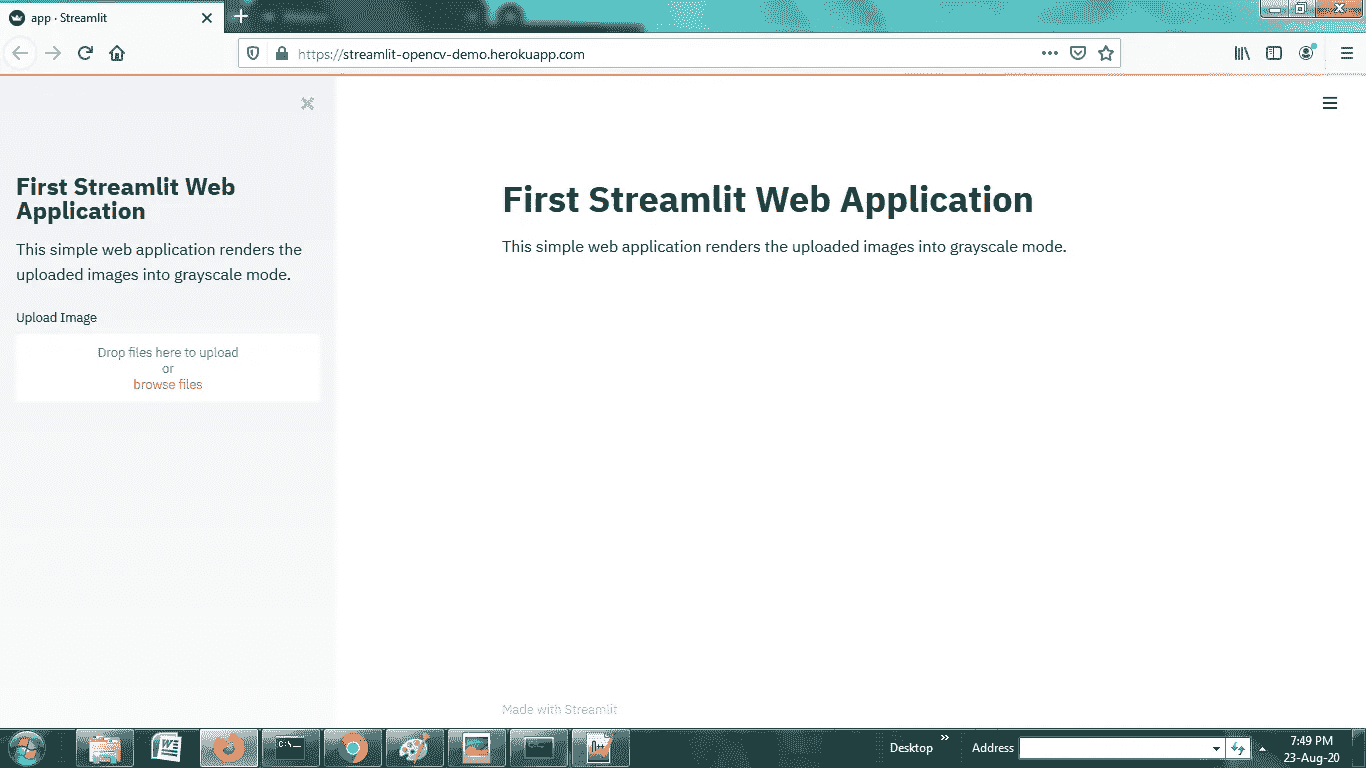 app · Streamlit
https://streamlit-opencv-demo.herokuapp.com
First Streamlit Web
Application
This simple web application renders the
uploaded images into grayscale mode.
Upload Image
Drop files here to upload
or
browse files
First Streamlit Web Application
This simple web application renders the uploaded images into grayscale mode.
Made with Streamlit
Desktop
Address
7:49 PM
23-Aug-20